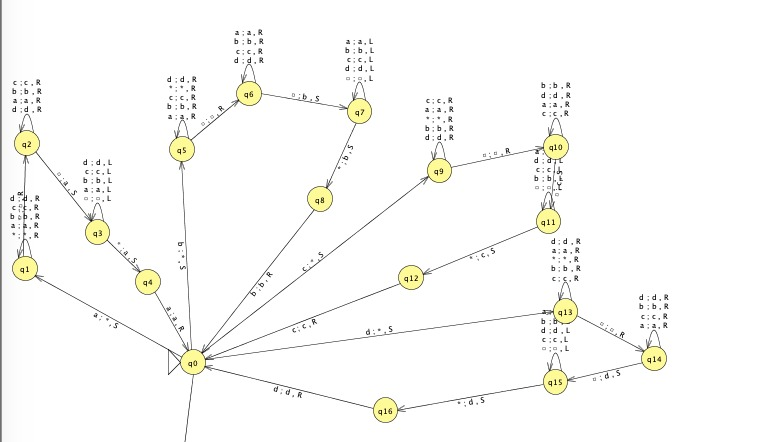 a ; a , R
b ; b , R
c ; c , R
d ; d , R
q6
□ ; b , S
a ; a , L
b ; b , L
c ; c , L
d ; d , L
□ ; □ , L
q7
d ; d , R
* ; * , R
c ; c , R
b ; b , R
a ; a , R
q5
□ ; □ , R
c ; c , R
b ; b , R
a ; a , R
d ; d , R
q2
□ ; a , S
d ; d , L
c ; c , L
b ; b , L
a ; a , L
□ ; □ , L
q3
* ; a , S
q4
a ; a , R
d ; d , R
c ; c , R
b ; b , R
a ; a , R
* ; * , R
q1
a ; * , S
b ; * , S
* ; b , S
q8
b ; b , R
c ; c , R
a ; a , R
* ; * , R
b ; b , R
d ; d , R
q9
□ ; □ , R
c ; * , S
b ; b , R
d ; d , R
a ; a , R
c ; c , R
q10
d ; d , L
c ; c , L
b ; b , L
□ ; □ , L
q11
* ; c , S
q12
c ; c , R
d ; * , S
d ; d , R
a ; a , R
* ; * , R
b ; b , R
c ; c , R
q13
□ ; □ , R
d ; d , R
b ; b , R
c ; c , R
a ; a , R
q14
□ ; d , S
d ; d , L
c ; c , L
□ ; □ , L
q15
* ; d , S
q16
d ; d , R
q0